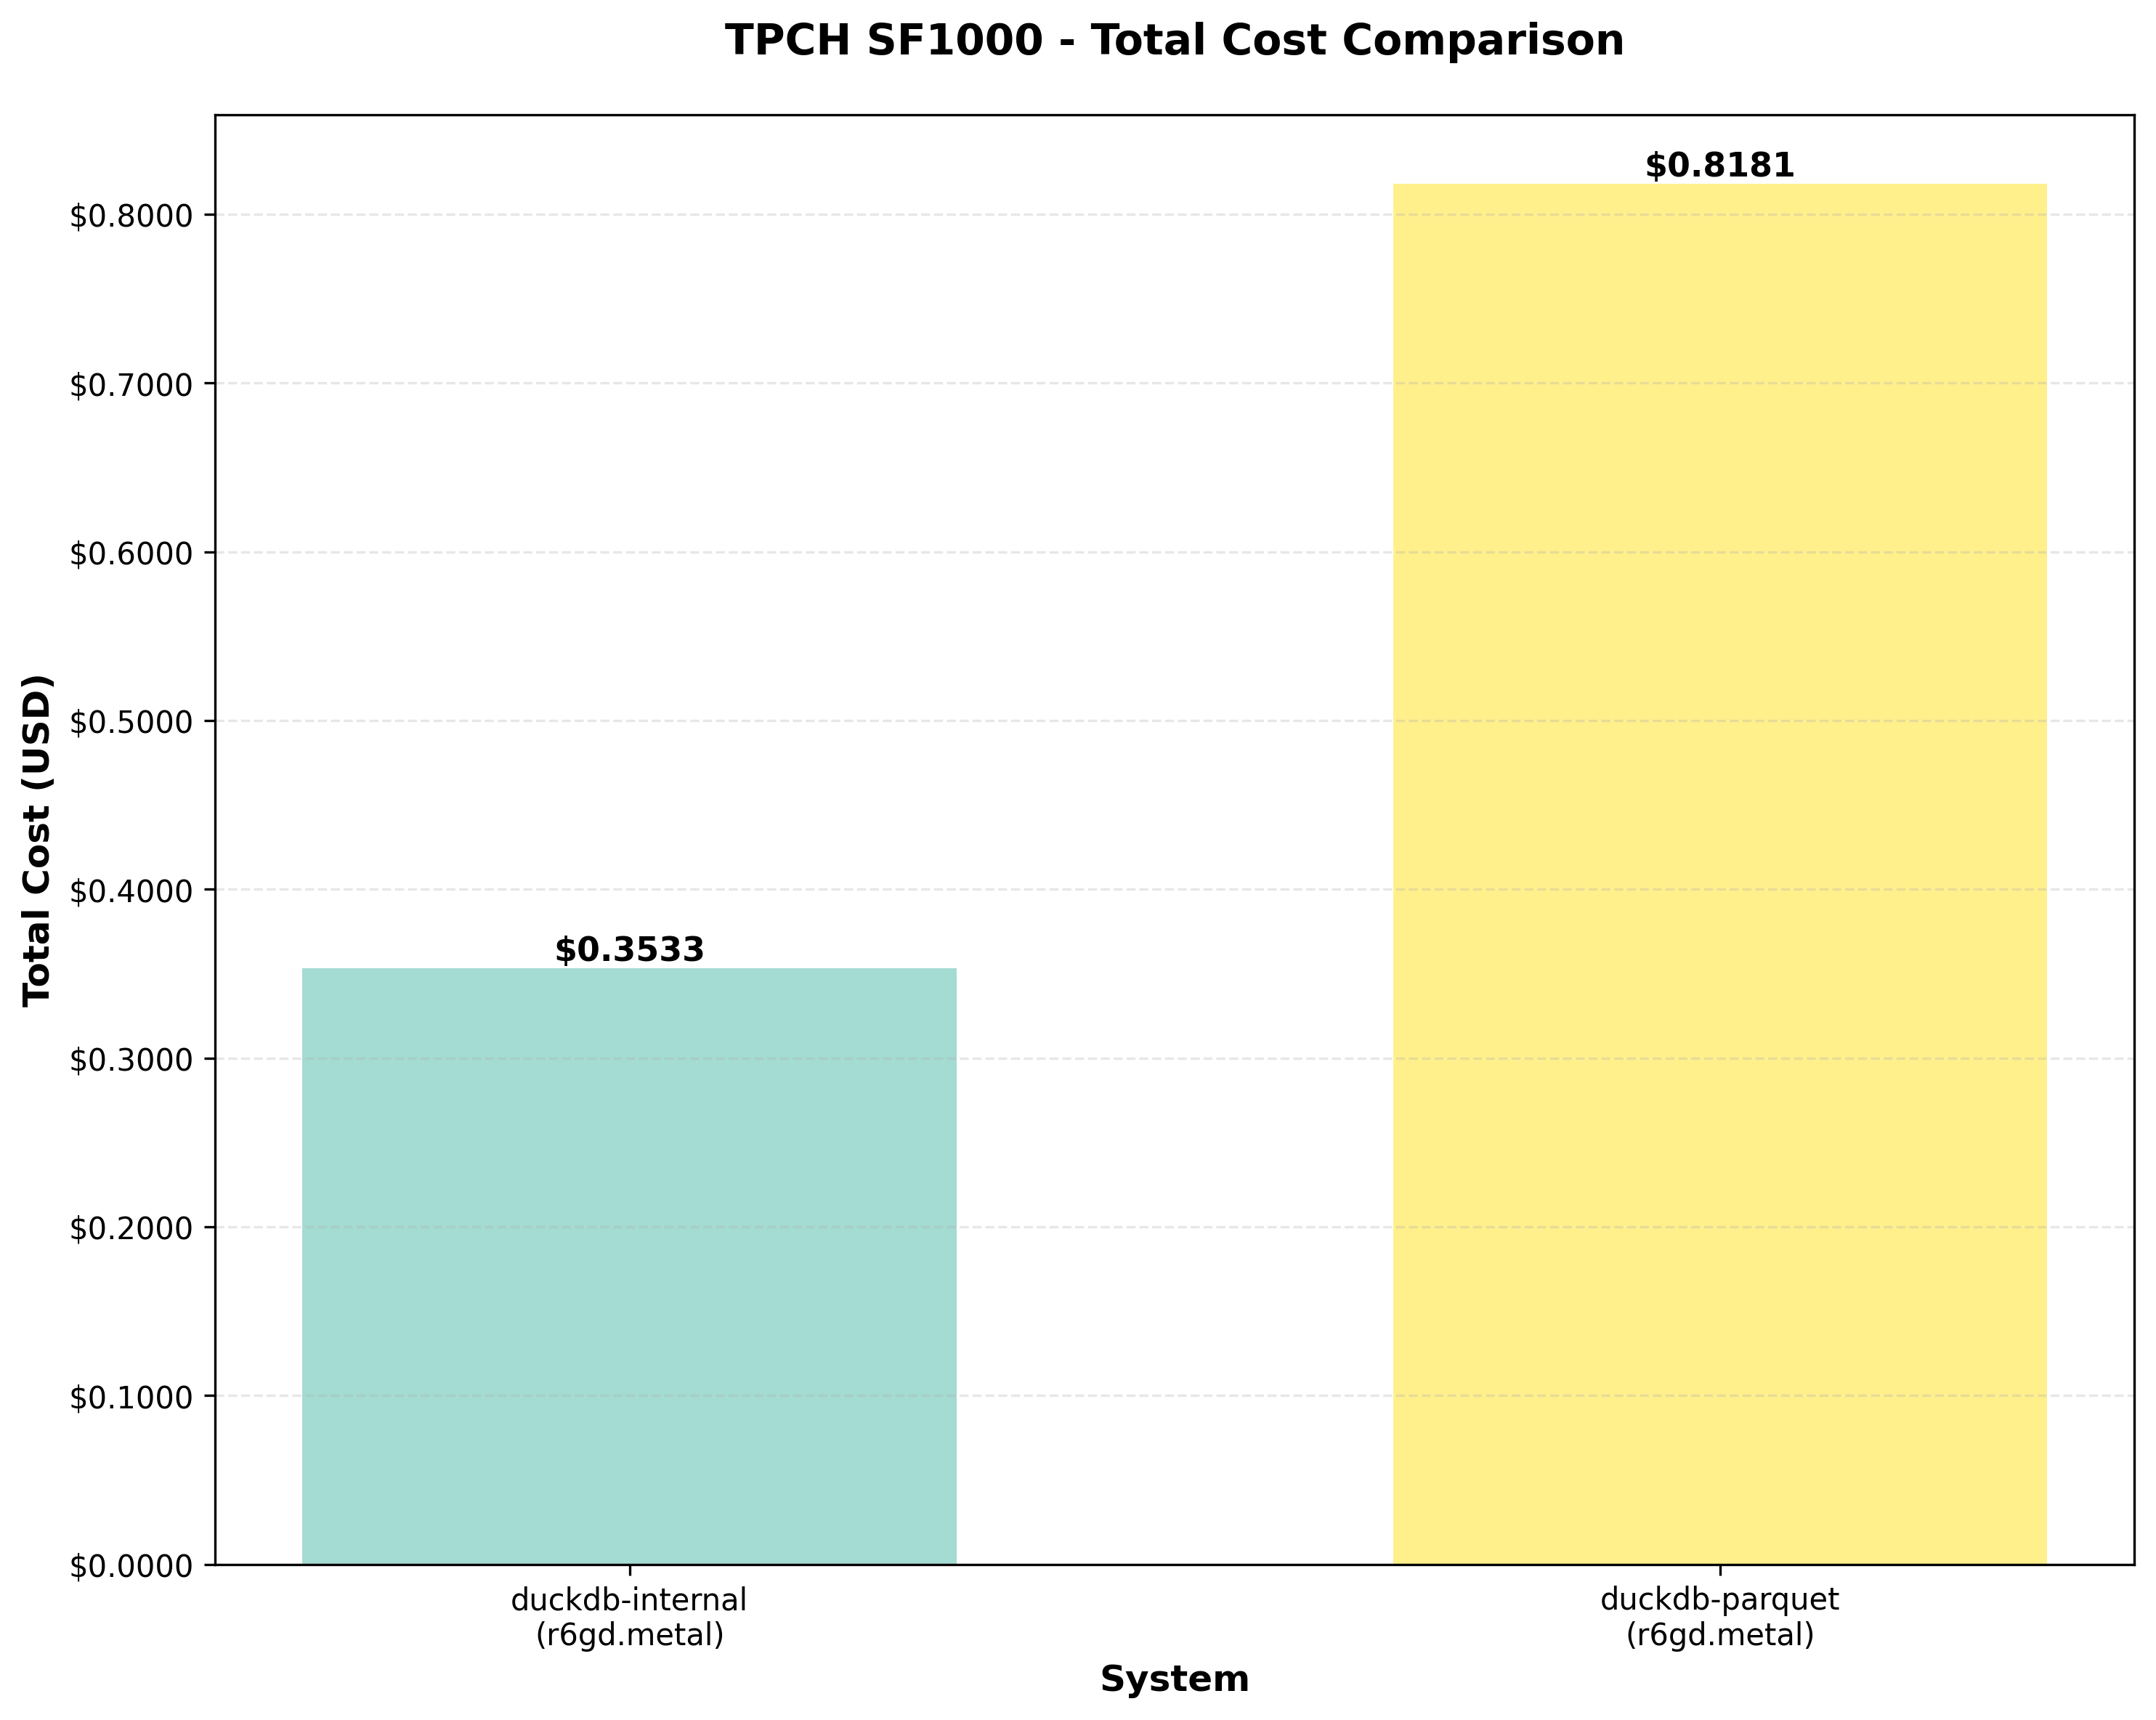 TPCH SF1000 - Total Cost Comparison
Total Cost (USD)
$0.8000
$0.7000
$0.6000
$0.5000
$0.4000
$0.3000
$0.2000
$0.1000
$0.0000
$0.3533
$0.8181
duckdb-internal
(r6gd.metal)
duckdb-parquet
(r6gd.metal)
System